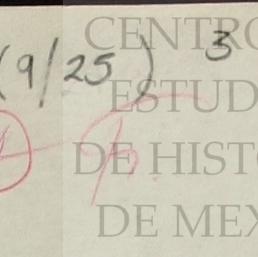 (9/25) 3
CENTRO
ESTUD
DE HIST
DE MEX